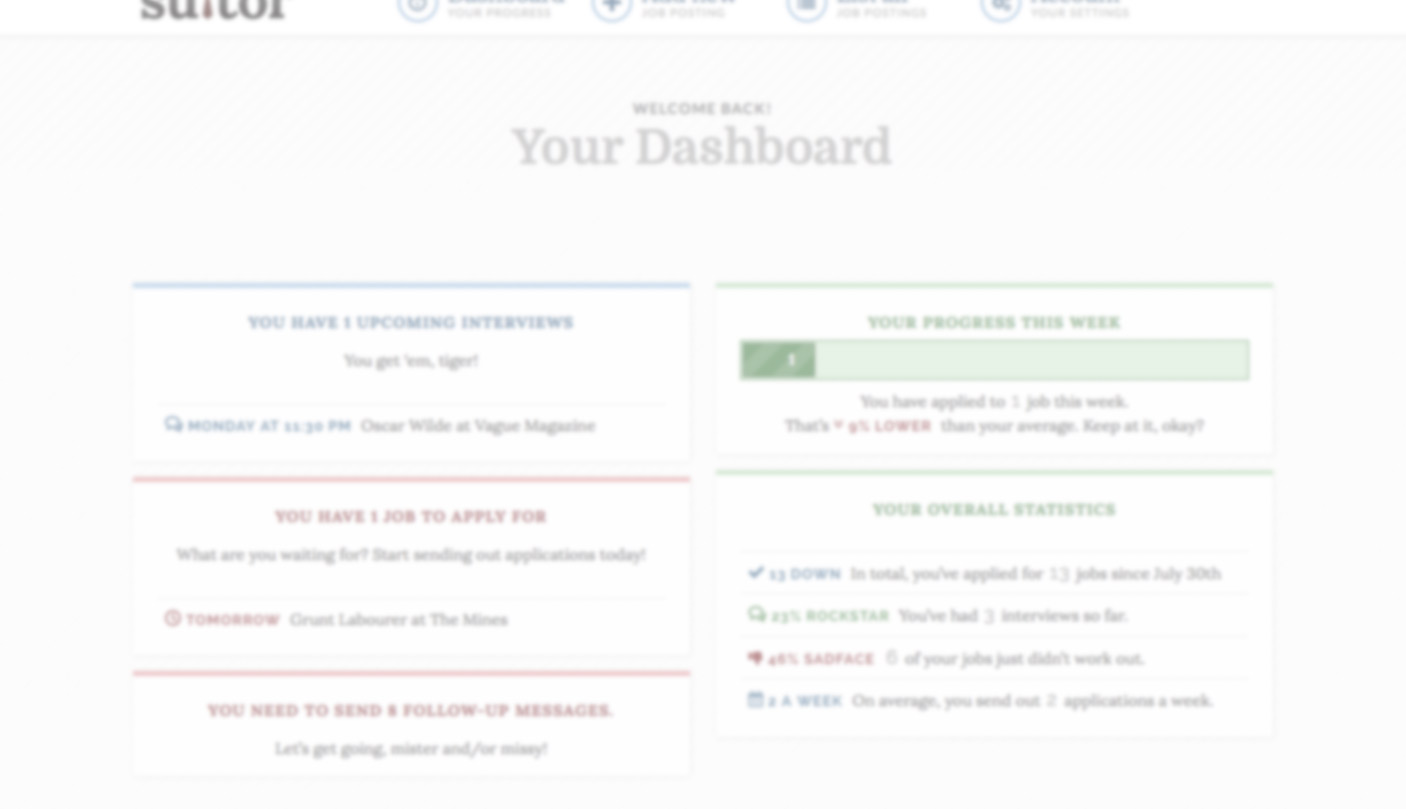 suitor
YOUR PROGRESS
JOB POSTING
JOB POSTINGS
Account
YOUR SETTINGS
WELCOME BACK!
Your Dashboard
YOU HAVE 1 UPCOMING INTERVIEWS
You get 'em, tiger!
MONDAY AT 11:30 PM Oscar Wilde at Vague Magazine
YOU HAVE 1 JOB TO APPLY FOR
What are you waiting for? Start sending out applications today!
TOMORROW Grunt Labourer at The Mines
YOU NEED TO SEND 8 FOLLOW-UP MESSAGES.
Let's get going, mister and/or missy!
YOUR PROGRESS THIS WEEK
1
You have applied to 1 job this week.
That's 9% LOWER than your average. Keep at it, okay?
YOUR OVERALL STATISTICS
13 DOWN In total, you've applied for 13 jobs since July 30th
23% ROCKSTAR You've had 3 interviews so far.
46% SADFACE 6 of your jobs just didn't work out.
2 A WEEK On average, you send out 2 applications a week.